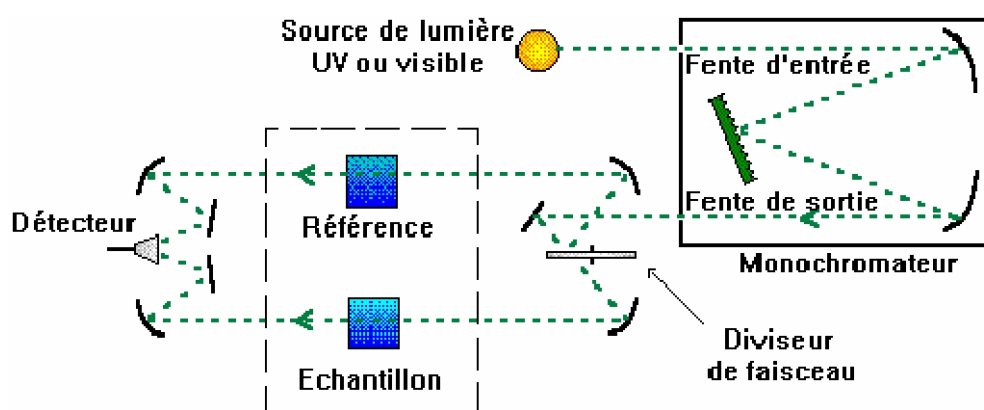 Source de lumière
UV ou visible
Fente d'entrée
Détecteur
Référence
Fente de sortie
Monochromateur
Echantillon
Diviseur
de faisceau